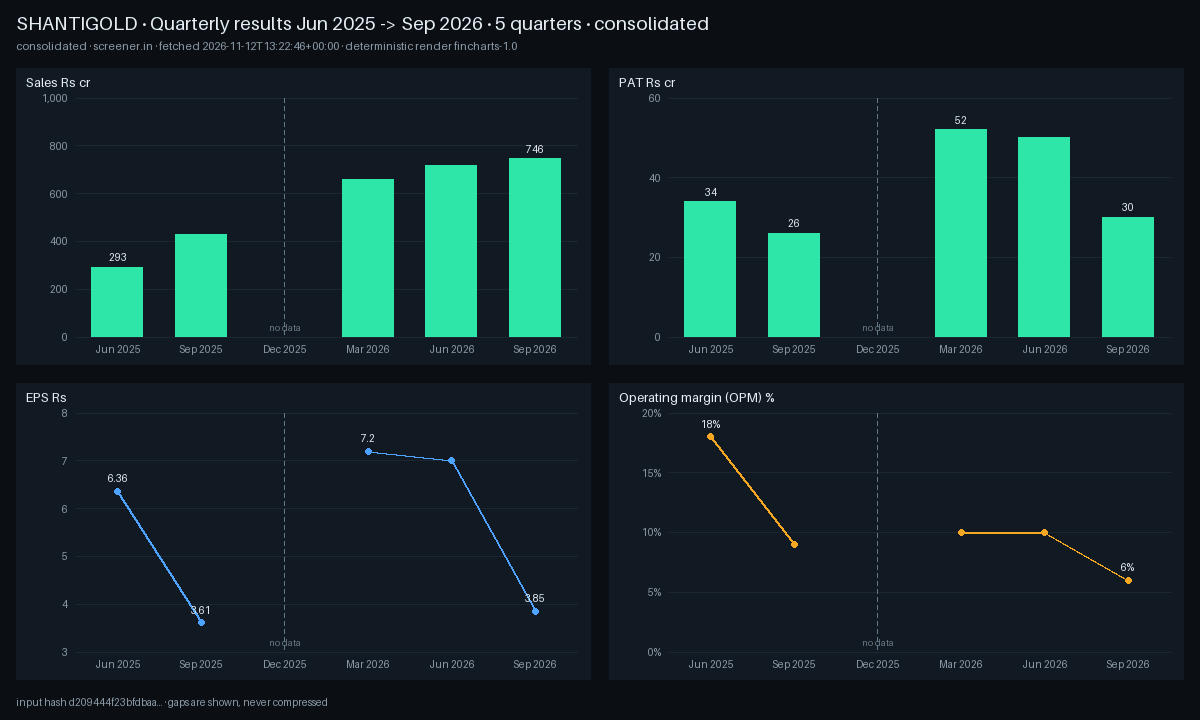 SHANTIGOLD · Quarterly results Jun 2025 -> Sep 2026 · 5 quarters · consolidated
consolidated · screener.in · fetched 2026-11-12T13:22:46+00:00 · deterministic render fincharts-1.0
Sales Rs cr
1,000
800
600
400
200
0
293
746
no data
Jun 2025
Sep 2025
Dec 2025
Mar 2026
Jun 2026
Sep 2026
PAT Rs cr
60
40
20
0
34
26
52
30
no data
Jun 2025
Sep 2025
Dec 2025
Mar 2026
Jun 2026
Sep 2026
EPS Rs
8
7
6
5
4
3
6.36
3.61
7.2
3.85
no data
Jun 2025
Sep 2025
Dec 2025
Mar 2026
Jun 2026
Sep 2026
Operating margin (OPM) %
20%
15%
10%
5%
0%
18%
6%
no data
Jun 2025
Sep 2025
Dec 2025
Mar 2026
Jun 2026
Sep 2026
input hash d209444f23bfdbaa… · gaps are shown, never compressed